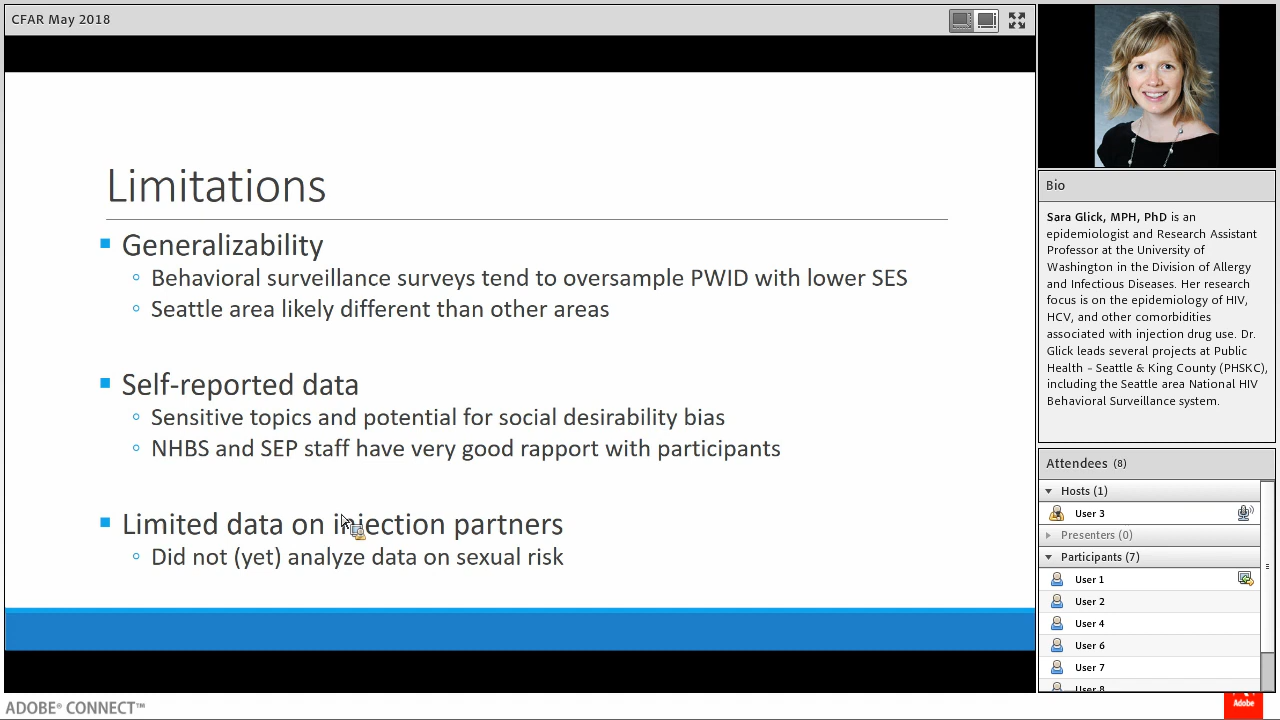 CFAR May 2018
Limitations
Generalizability
Behavioral surveillance surveys tend to oversample PWID with lower SES
Seattle area likely different than other areas
Self-reported data
Sensitive topics and potential for social desirability bias
NHBS and SEP staff have very good rapport with participants
Limited data on injection partners
Did not (yet) analyze data on sexual risk
Bio
Sara Glick, MPH, PhD is an
epidemiologist and Research Assistant
Professor at the University of
Washington in the Division of Allergy
and Infectious Diseases. Her research
focus is on the epidemiology of HIV,
HCV, and other comorbidities
associated with injection drug use. Dr.
Glick leads several projects at Public
Health – Seattle & King County (PHSKC),
including the Seattle area National HIV
Behavioral Surveillance system.
Attendees (8)
Hosts (1)
User 3
Presenters (0)
Participants (7)
User 1
User 2
User 4
User 6
User 7
User 8
ADOBE® CONNECT™
Adobe